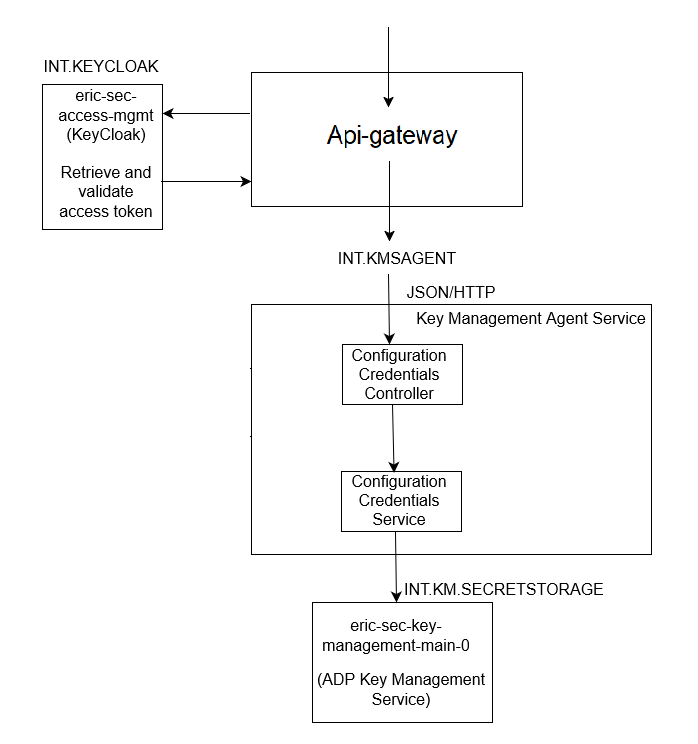 INT.KEYCLOAK
eric-sec-
access-mgmt
(KeyCloak)
Retrieve and
validate
access token
Api-gateway
INT.KMSAGENT
JSON/HTTP
Key Management Agent Service
Configuration
Credentials
Controller
Configuration
Credentials
Service
INT.KM.SECRETSTORAGE
eric-sec-key-
management-main-0
(ADP Key Management
Service)